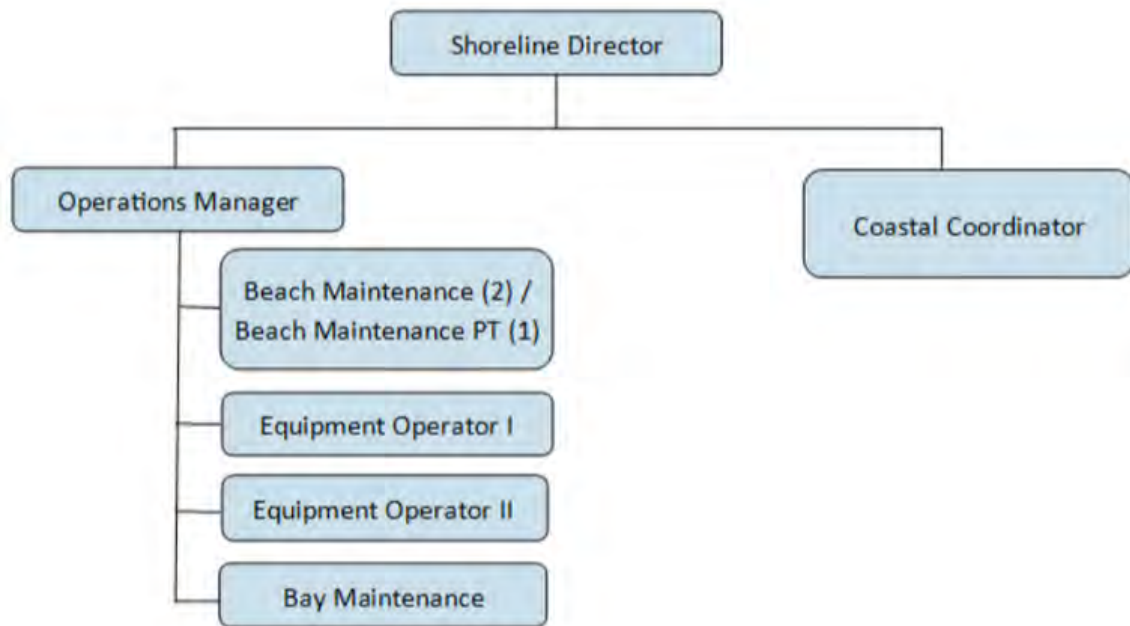 Shoreline Director
Operations Manager
Coastal Coordinator
Beach Maintenance (2) /
Beach Maintenance PT (1)
Equipment Operator I
Equipment Operator II
Bay Maintenance